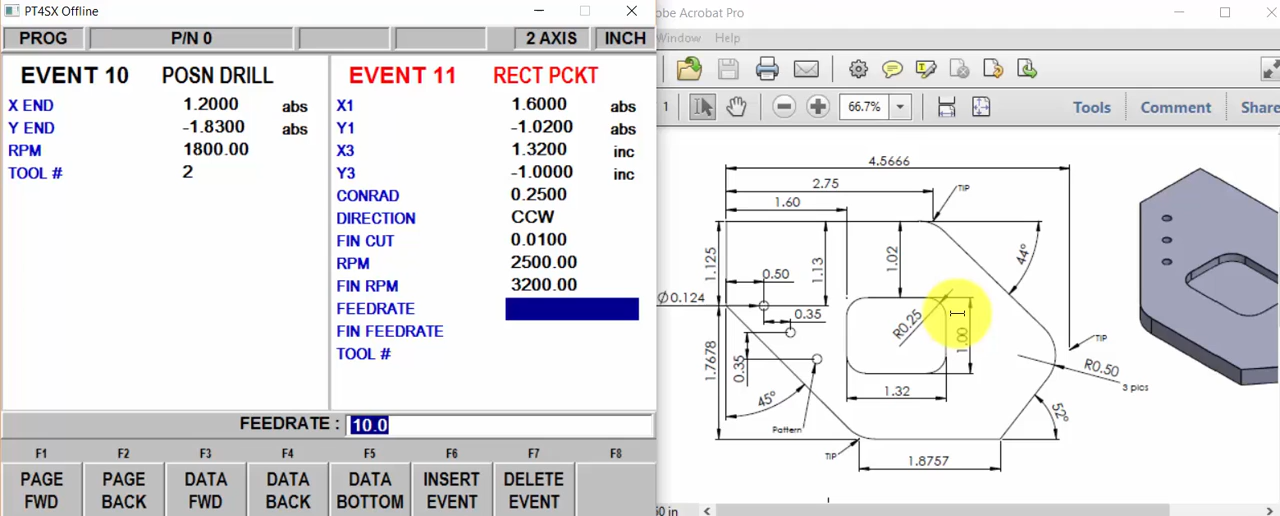 PT4SX Offline
PROG P/N 0 2 AXIS INCH
EVENT 10 POSN DRILL
X END 1.2000 abs
Y END -1.8300 abs
RPM 1800.00
TOOL # 2
EVENT 11 RECT PCKT
X1 1.6000 abs
Y1 -1.0200 abs
X3 1.3200 inc
Y3 -1.0000 inc
CONRAD 0.2500
DIRECTION CCW
FIN CUT 0.0100
RPM 2500.00
FIN RPM 3200.00
FEEDRATE
FIN FEEDRATE
TOOL #
FEEDRATE : 10.0
F1 F2 F3 F4 F5 F6 F7 F8
PAGE FWD
PAGE BACK
DATA FWD
DATA BACK
DATA BOTTOM
INSERT EVENT
DELETE EVENT
dobe Acrobat Pro
Window Help
1 66.7% Tools Comment Share
4.5666
2.75
TIP
1.60
1.125
1.13
1.02
44°
0.50
Ø0.124
0.35
R0.25
1.00
TIP
1.7678
0.35
R0.50
3 plcs
1.32
45°
52°
Pattern
TIP
1.8757
50 in